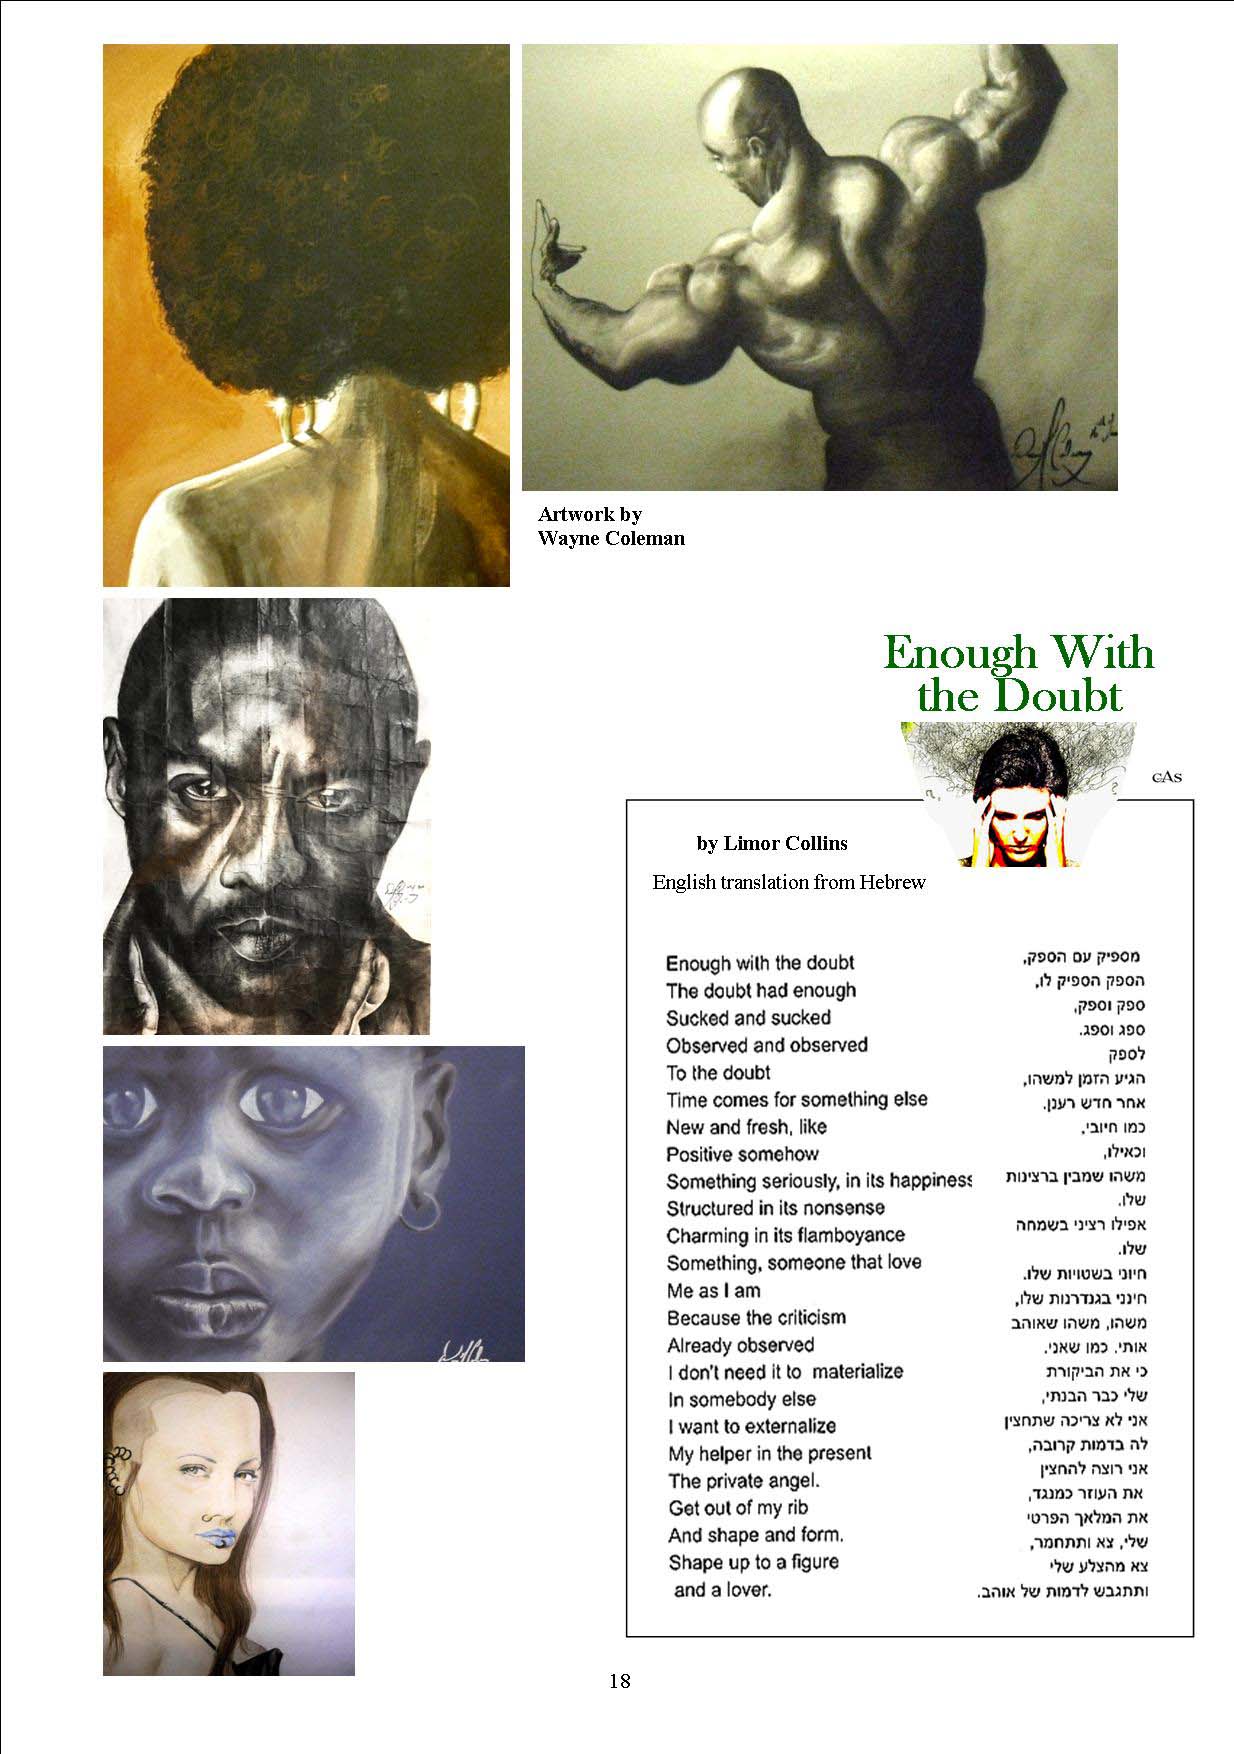 Artwork by
Wayne Coleman
Enough With
the Doubt
cAs
by Limor Collins
English translation from Hebrew
Enough with the doubt
The doubt had enough
Sucked and sucked
Observed and observed
To the doubt
Time comes for something else
New and fresh, like
Positive somehow
Something seriously, in its happiness
Structured in its nonsense
Charming in its flamboyance
Something, someone that love
Me as I am
Because the criticism
Already observed
I don't need it to materialize
In somebody else
I want to externalize
My helper in the present
The private angel.
Get out of my rib
And shape and form.
Shape up to a figure
and a lover.
מספיק עם הספק,
הספק הספיק לו,
ספק וספק,
ספג וספג.
לספק
הגיע הזמן למשהו,
אחר חדש רענן.
כמו חיובי,
וכאילו,
משהו שמבין ברצינות
שלו.
אפילו רציני בשמחה
שלו.
חיוני בשטויות שלו.
חינני בגנדרנות שלו,
משהו, משהו שאוהב
אותי. כמו שאני.
כי את הביקורת
שלי כבר הבנתי,
אני לא צריכה שתחצין
לה בדמות קרובה,
אני רוצה להחצין
את העוזר כמנגד,
את המלאך הפרטי
שלי, צא ותתחמר,
צא מהצלע שלי
ותתגבש לדמות של אוהב.
18